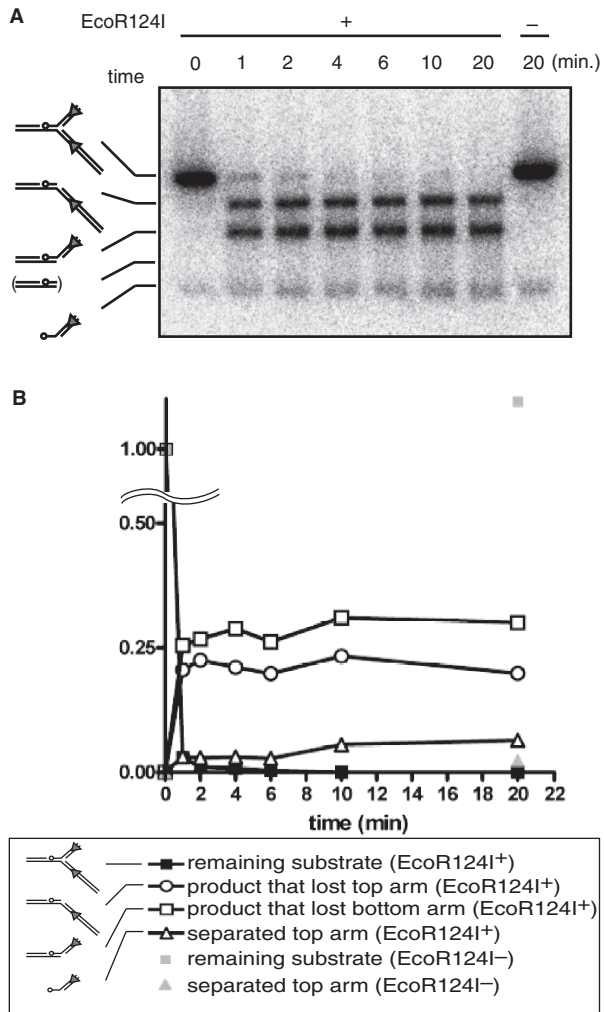 A
EcoR124I + –
time 0 1 2 4 6 10 20 20 (min.)
( )
B
1.00
0.50
0.25
0.00
0 2 4 6 8 10 12 14 16 18 20 22
time (min)
remaining substrate (EcoR124I+)
product that lost top arm (EcoR124I+)
product that lost bottom arm (EcoR124I+)
separated top arm (EcoR124I+)
remaining substrate (EcoR124I–)
separated top arm (EcoR124I–)